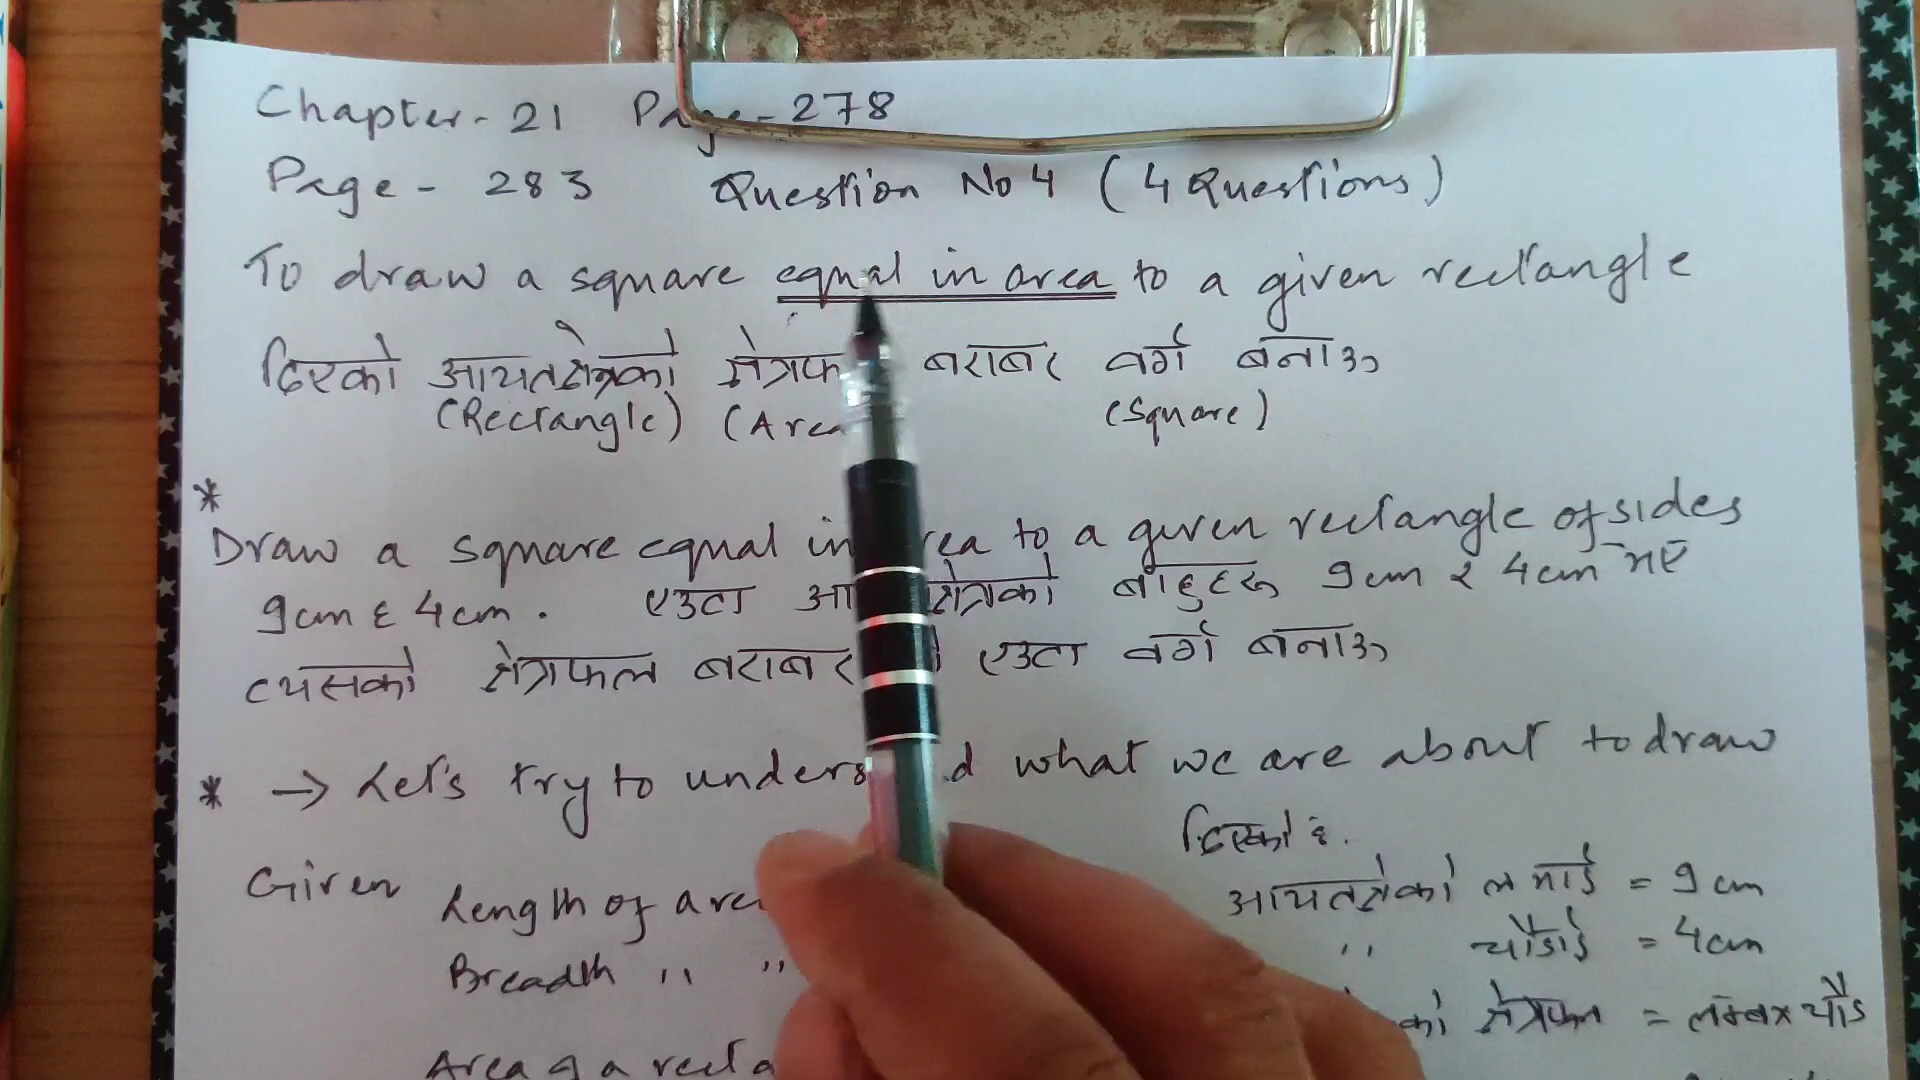 Chapter-21 Page-278
Page-283 Question No 4 (4 Questions)
To draw a square equal in area to a given rectangle
दिएको आयतक्षेत्रको क्षेत्रफ बराबर वर्ग बनाऊ
(Rectangle) (Area (Square)
*
Draw a square equal in area to a given rectangle of sides
9cm & 4cm. एउटा आ क्षेत्रको बाहुहरू 9cm र 4cm भए
त्यसको क्षेत्रफल बराबर एउटा वर्ग बनाऊ
* → Let's try to undersd what we are about to draw
दिएको छ.
Given Length of are आयतक्षेत्रको लम्बाई = 9cm
Breadth " " " चौडाई = 4cm
को क्षेत्रफल = लम्बा×चौडा
Area of a recta